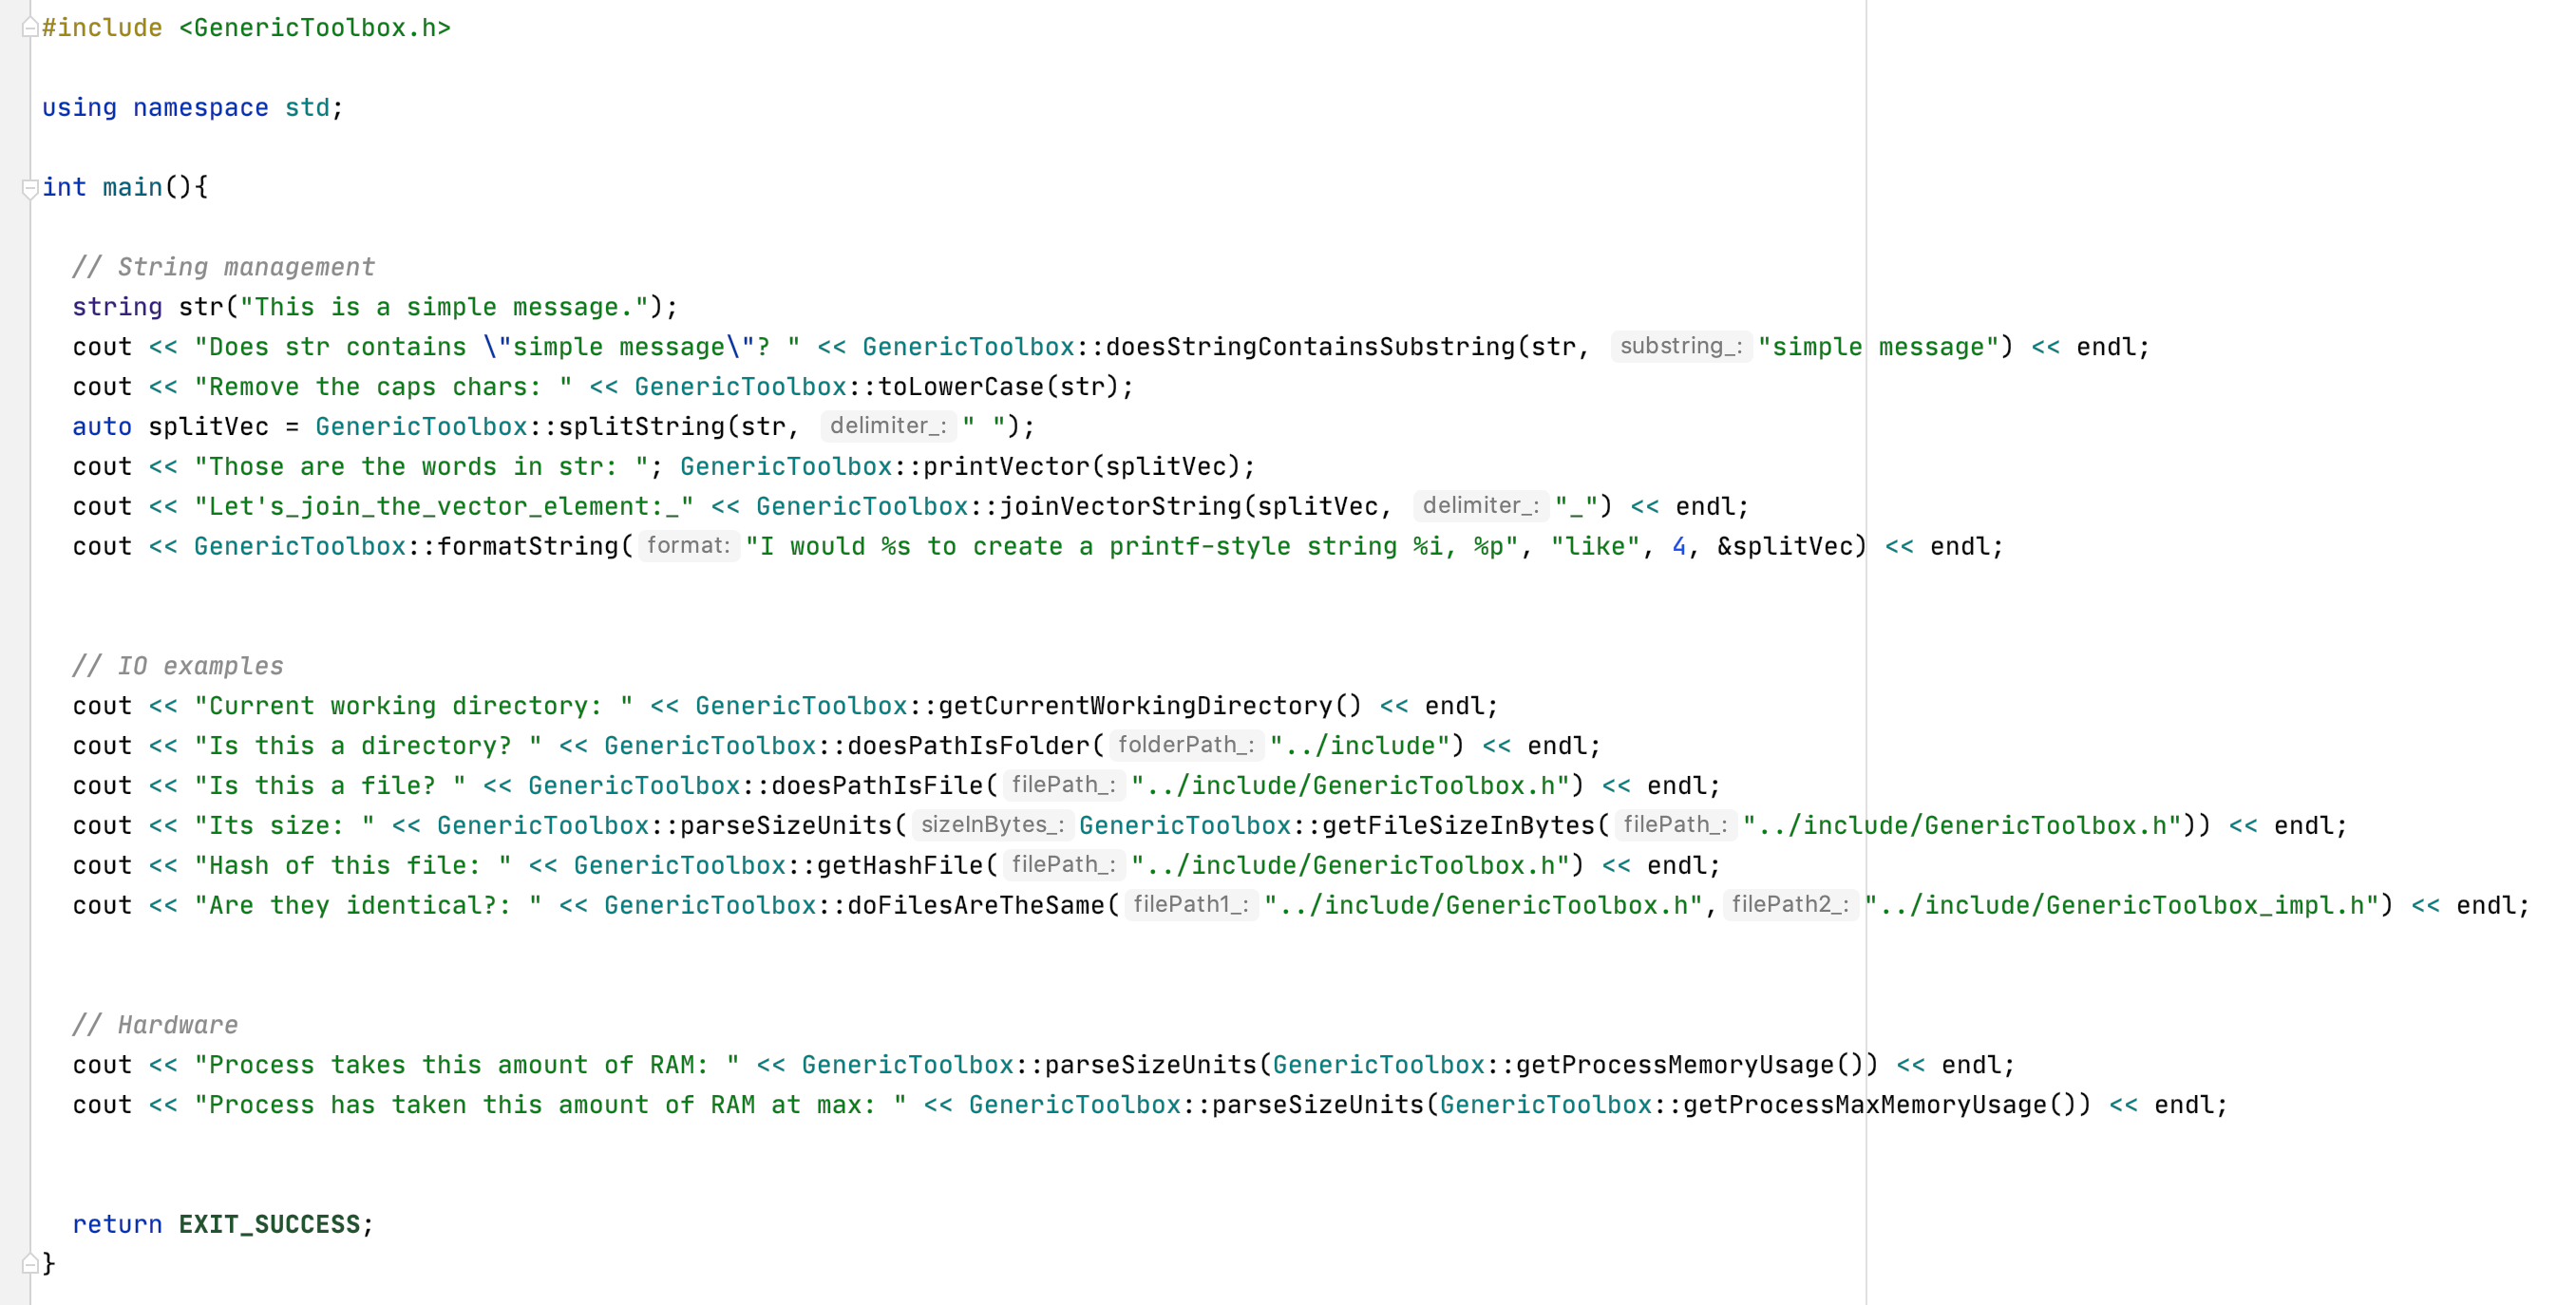 #include <GenericToolbox.h>
using namespace std;
int main(){
// String management
string str("This is a simple message.");
cout << "Does str contains \"simple message\"? " << GenericToolbox::doesStringContainsSubstring(str, substring_: "simple message") << endl;
cout << "Remove the caps chars: " << GenericToolbox::toLowerCase(str);
auto splitVec = GenericToolbox::splitString(str, delimiter_: " ");
cout << "Those are the words in str: "; GenericToolbox::printVector(splitVec);
cout << "Let's_join_the_vector_element:_" << GenericToolbox::joinVectorString(splitVec, delimiter_: "_") << endl;
cout << GenericToolbox::formatString( format: "I would %s to create a printf-style string %i, %p", "like", 4, &splitVec) << endl;
// IO examples
cout << "Current working directory: " << GenericToolbox::getCurrentWorkingDirectory() << endl;
cout << "Is this a directory? " << GenericToolbox::doesPathIsFolder( folderPath_: "../include") << endl;
cout << "Is this a file? " << GenericToolbox::doesPathIsFile( filePath_: "../include/GenericToolbox.h") << endl;
cout << "Its size: " << GenericToolbox::parseSizeUnits( sizeInBytes_: GenericToolbox::getFileSizeInBytes( filePath_: "../include/GenericToolbox.h")) << endl;
cout << "Hash of this file: " << GenericToolbox::getHashFile( filePath_: "../include/GenericToolbox.h") << endl;
cout << "Are they identical?: " << GenericToolbox::doFilesAreTheSame( filePath1_: "../include/GenericToolbox.h", filePath2_: "../include/GenericToolbox_impl.h") << endl;
// Hardware
cout << "Process takes this amount of RAM: " << GenericToolbox::parseSizeUnits(GenericToolbox::getProcessMemoryUsage()) << endl;
cout << "Process has taken this amount of RAM at max: " << GenericToolbox::parseSizeUnits(GenericToolbox::getProcessMaxMemoryUsage()) << endl;
return EXIT_SUCCESS;
}